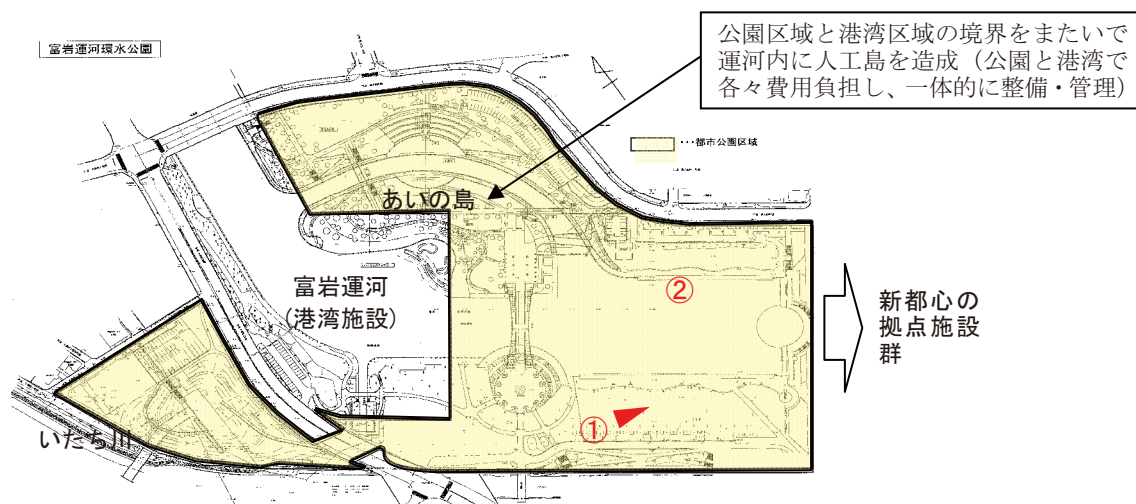 富岩運河環水公園
公園区域と港湾区域の境界をまたいで
運河内に人工島を造成（公園と港湾で
各々費用負担し、一体的に整備・管理）
・・・都市公園区域
あいの島
富岩運河
（港湾施設）
②
新都心の
拠点施設
群
①
いたち川